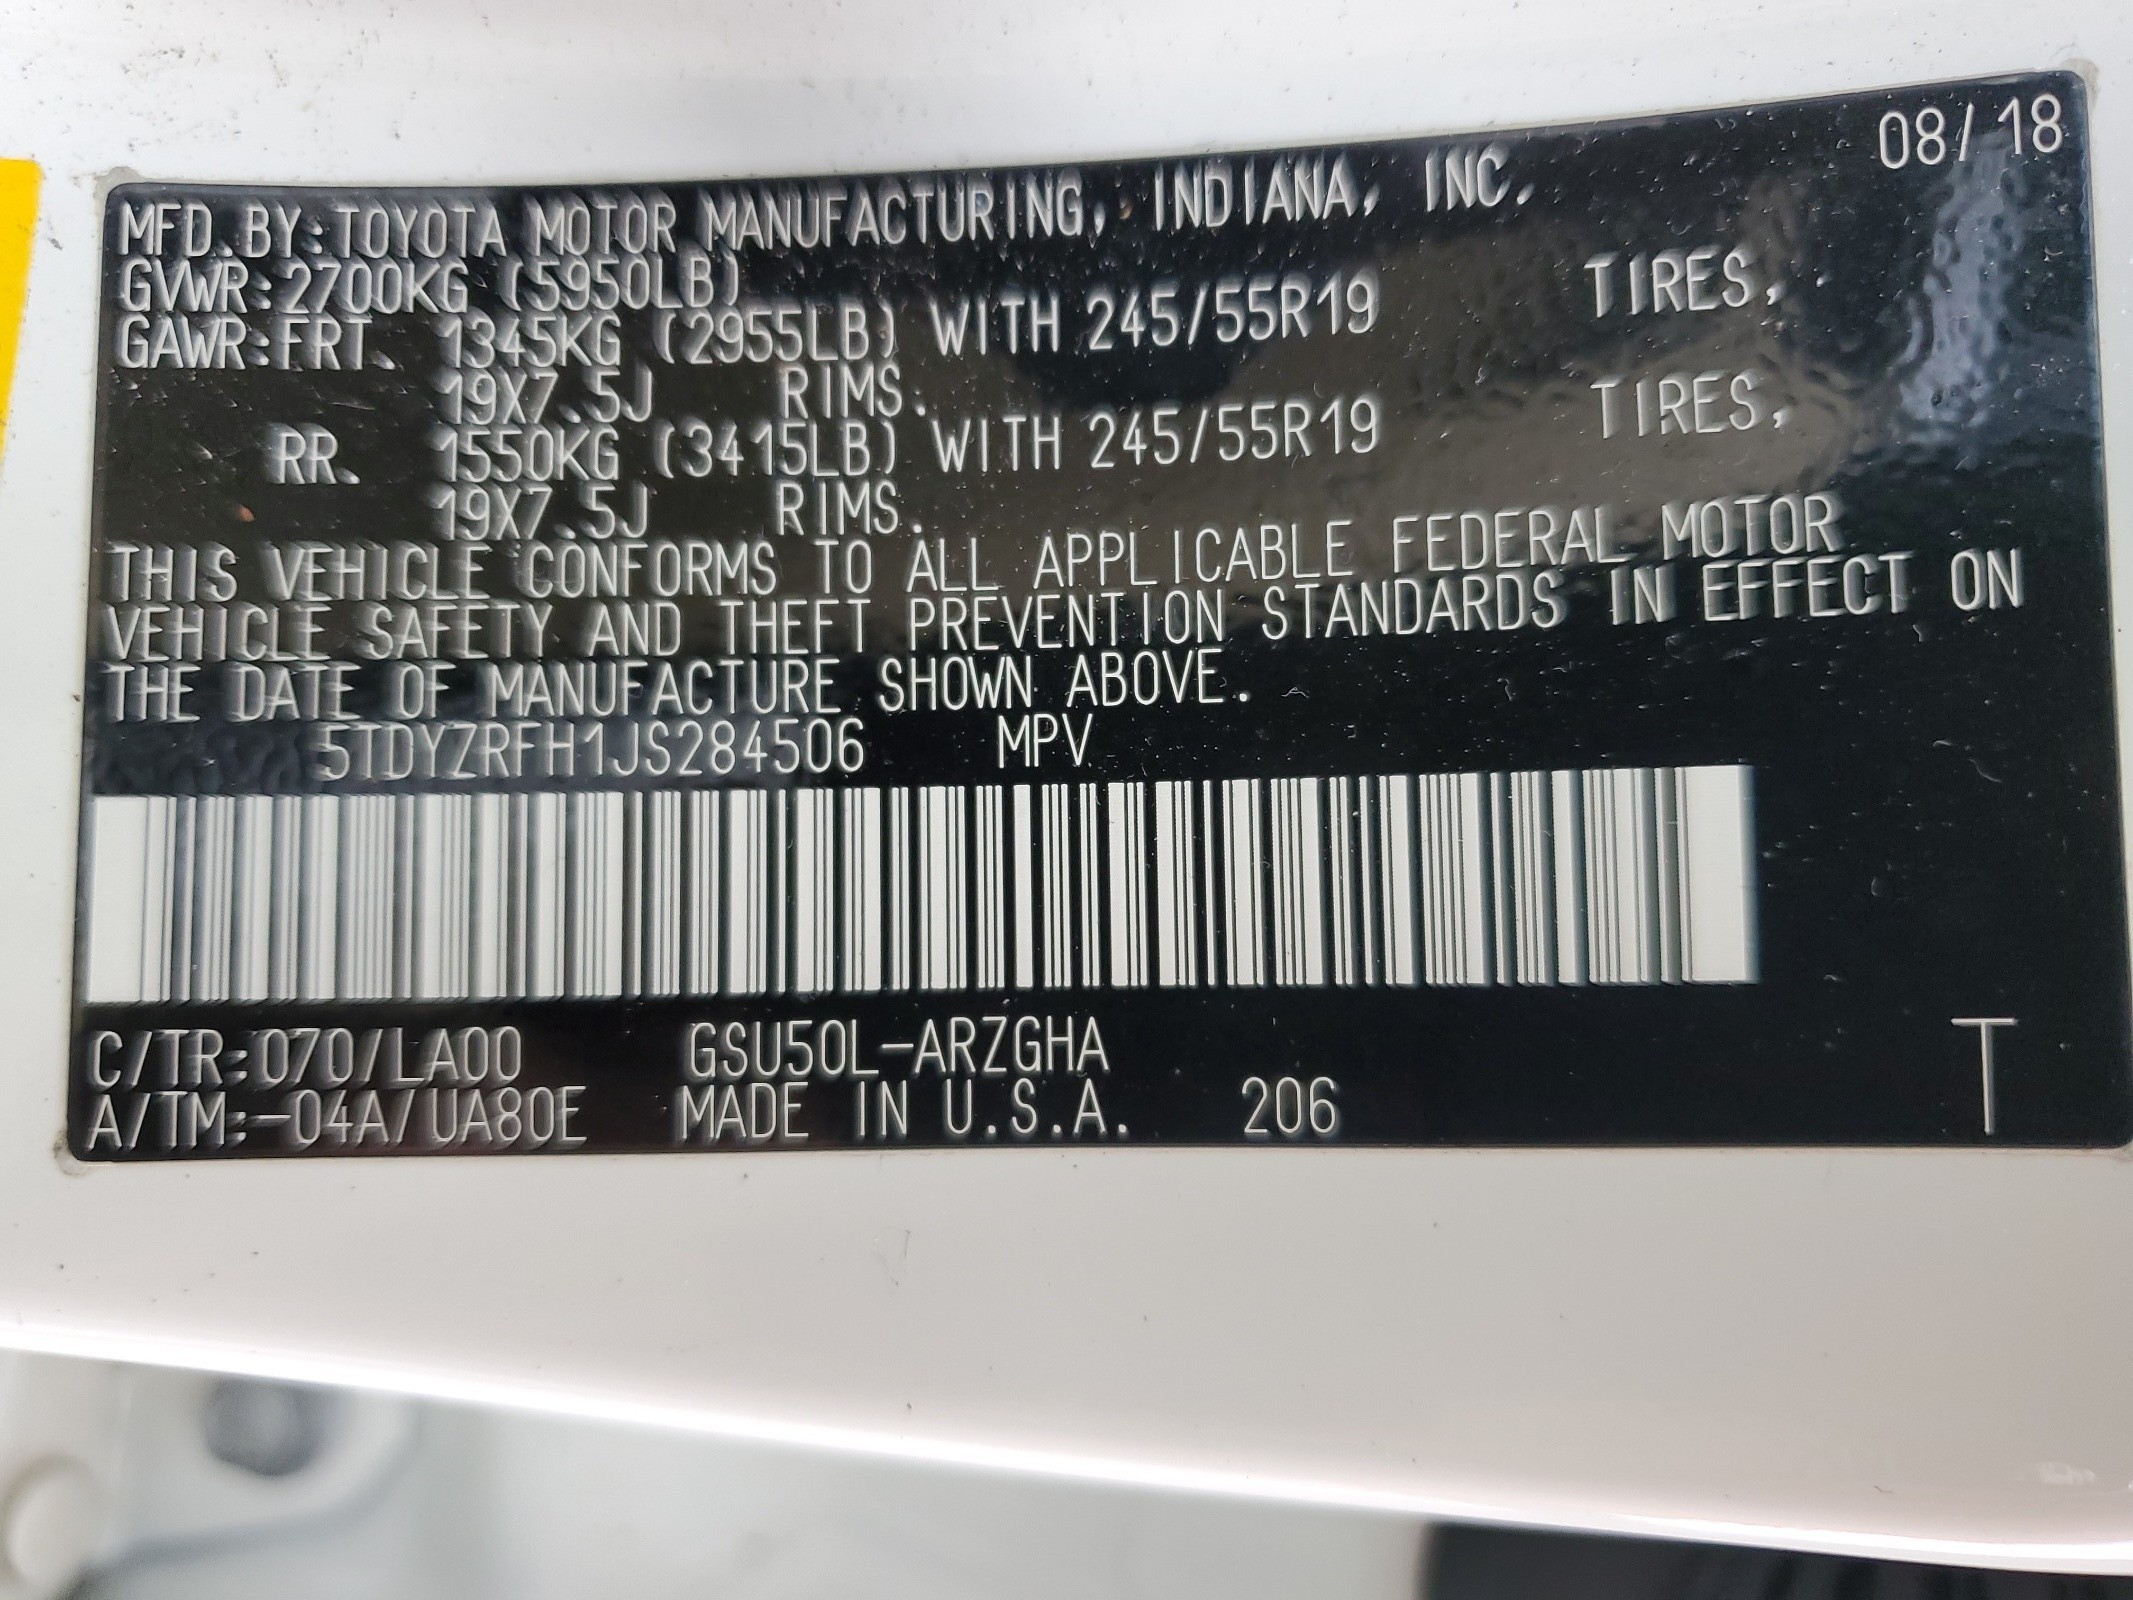 08/18
MFD.BY:TOYOTA MOTOR MANUFACTURING, INDIANA, INC.
GVWR:2700KG (5950LB)
GAWR:FRT. 1345KG (2955LB) WITH 245/55R19 TIRES,
19X7.5J RIMS.
RR. 1550KG (3415LB) WITH 245/55R19 TIRES,
19X7.5J RIMS.
THIS VEHICLE CONFORMS TO ALL APPLICABLE FEDERAL MOTOR
VEHICLE SAFETY AND THEFT PREVENTION STANDARDS IN EFFECT ON
THE DATE OF MANUFACTURE SHOWN ABOVE.
5TDYZRFH1JS284506 MPV
C/TR:070/LA00 GSU50L-ARZGHA
A/TM:-04A/UA80E MADE IN U.S.A. 206 T